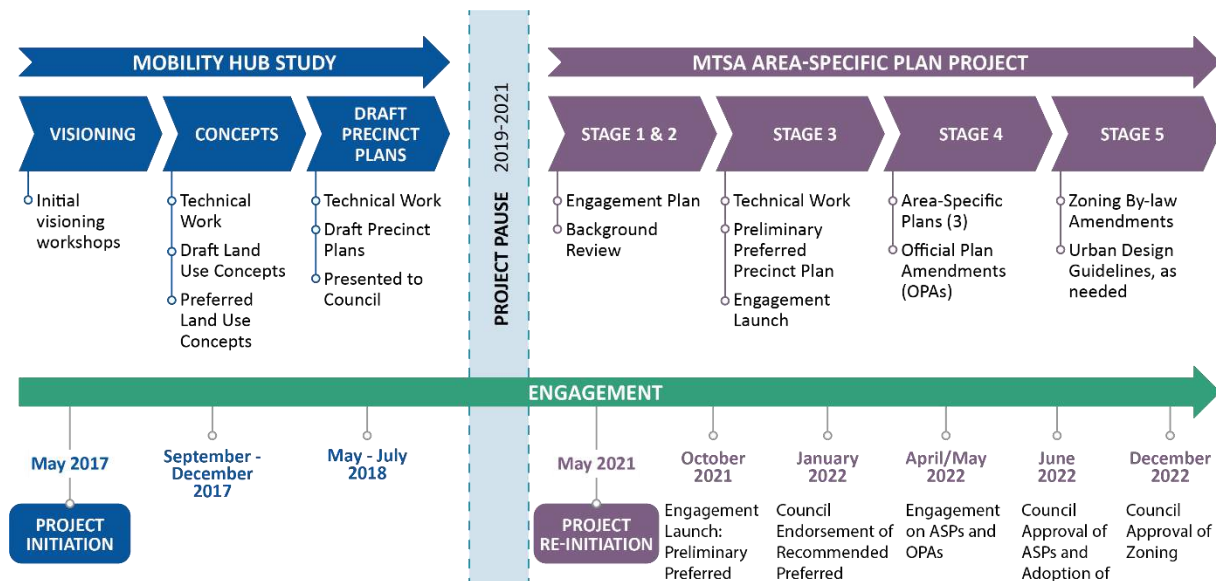 MOBILITY HUB STUDY
VISIONING
Initial
visioning
workshops
CONCEPTS
Technical
Work
Draft Land
Use Concepts
Preferred
Land Use
Concepts
DRAFT
PRECINCT
PLANS
Technical Work
Draft Precinct
Plans
Presented to
Council
PROJECT PAUSE 2019-2021
MTSA AREA-SPECIFIC PLAN PROJECT
STAGE 1 & 2
Engagement Plan
Background
Review
STAGE 3
Technical Work
Preliminary
Preferred
Precinct Plan
Engagement
Launch
STAGE 4
Area-Specific
Plans (3)
Official Plan
Amendments
(OPAs)
STAGE 5
Zoning By-law
Amendments
Urban Design
Guidelines, as
needed
ENGAGEMENT
May 2017
PROJECT
INITIATION
September -
December
2017
May - July
2018
May 2021
PROJECT
RE-INITIATION
October
2021
Engagement
Launch:
Preliminary
Preferred
January
2022
Council
Endorsement of
Recommended
Preferred
April/May
2022
Engagement
on ASPs and
OPAs
June
2022
Council
Approval of
ASPs and
Adoption of
December
2022
Council
Approval of
Zoning